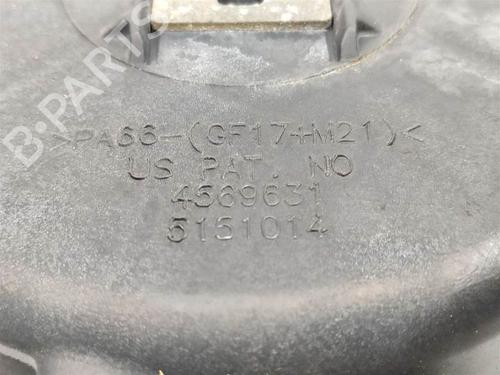 B-PARTS
>PA66-(GF17+M21)<
US PAT. NO
4569631
5151014